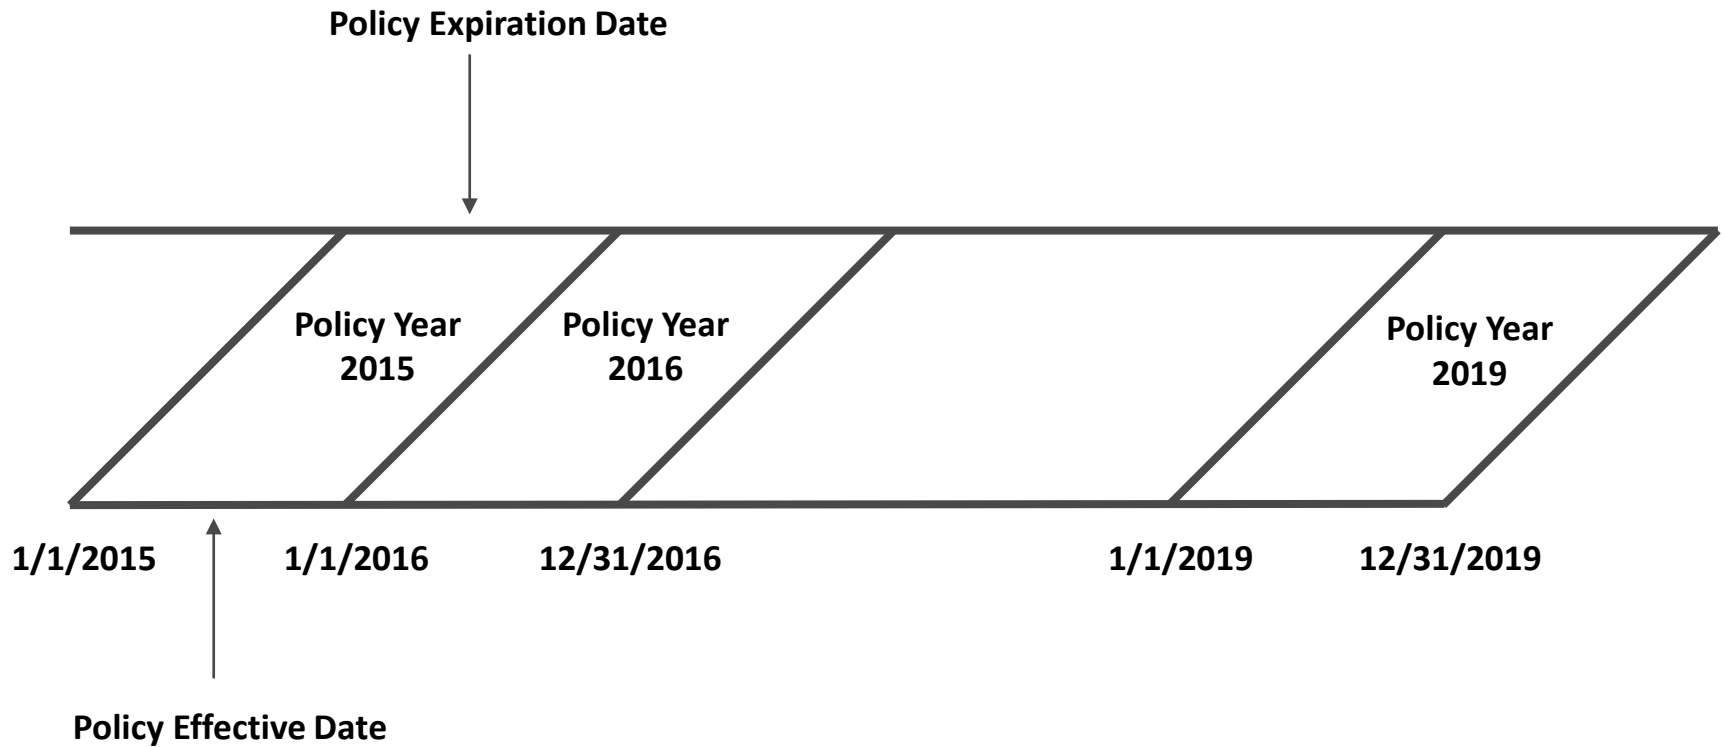 Policy Expiration Date
Policy Year
2015
Policy Year
2016
Policy Year
2019
1/1/2015
1/1/2016
12/31/2016
1/1/2019
12/31/2019
Policy Effective Date